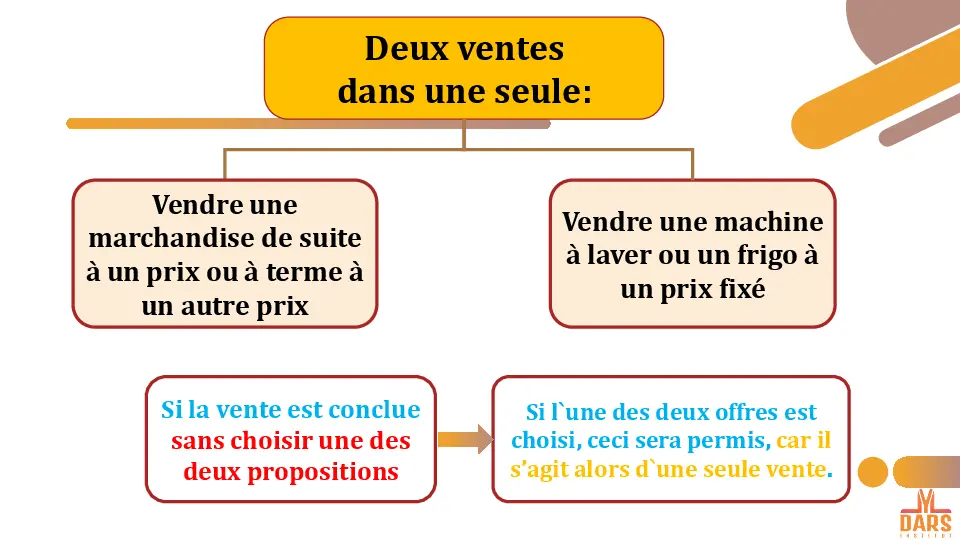 Deux ventes
dans une seule:
Vendre une
marchandise de suite
à un prix ou à terme à
un autre prix
Vendre une machine
à laver ou un frigo à
un prix fixé
Si la vente est conclue
sans choisir une des
deux propositions
Si l`une des deux offres est
choisi, ceci sera permis, car il
s’agit alors d`une seule vente.
DARS
INSTITUT